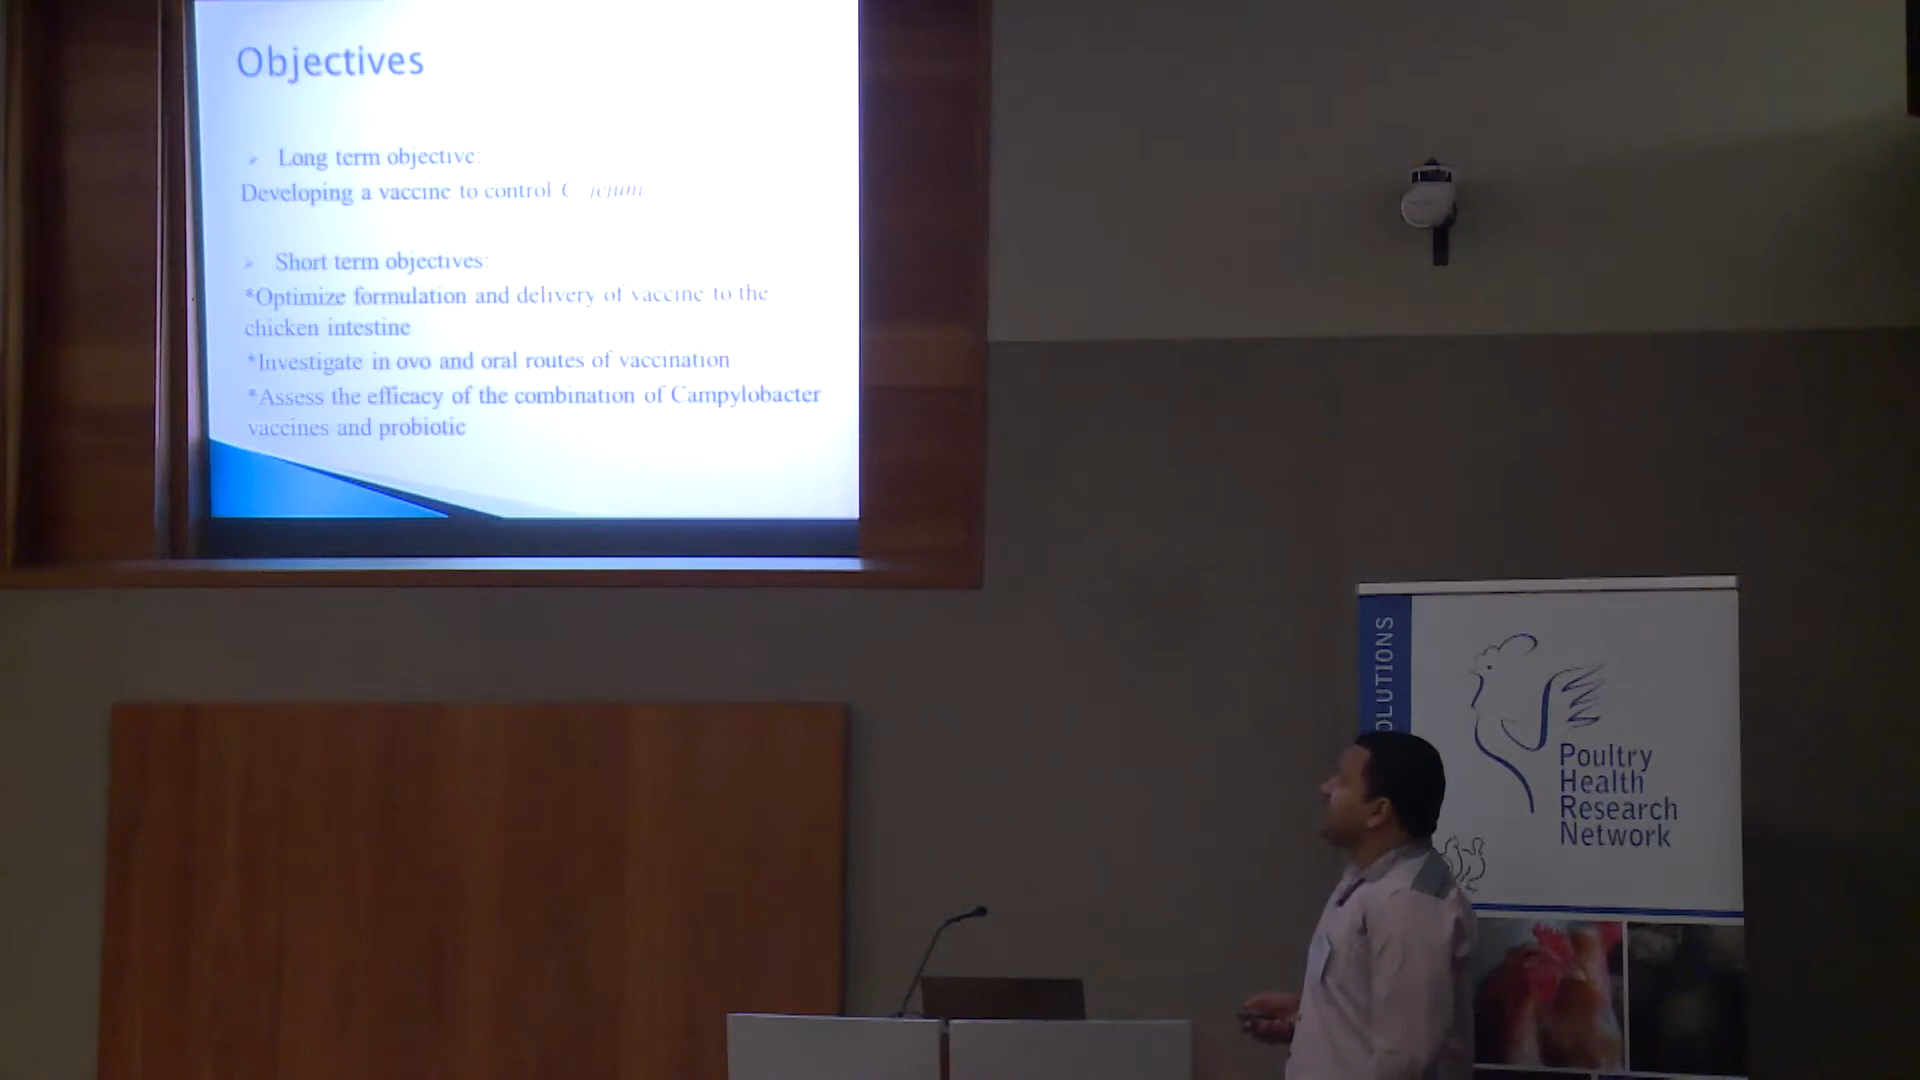 Objectives
Long term objective:
Developing a vaccine to control C. jejuni
Short term objectives:
*Optimize formulation and delivery of vaccine to the
chicken intestine
*Investigate in ovo and oral routes of vaccination
*Assess the efficacy of the combination of Campylobacter
vaccines and probiotic
OLUTIONS
Poultry
Health
Research
Network